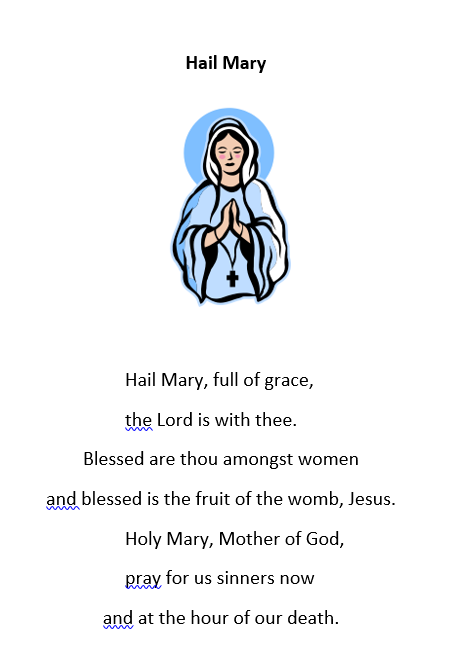 Hail Mary
Hail Mary, full of grace,
the Lord is with thee.
Blessed are thou amongst women
and blessed is the fruit of the womb, Jesus.
Holy Mary, Mother of God,
pray for us sinners now
and at the hour of our death.